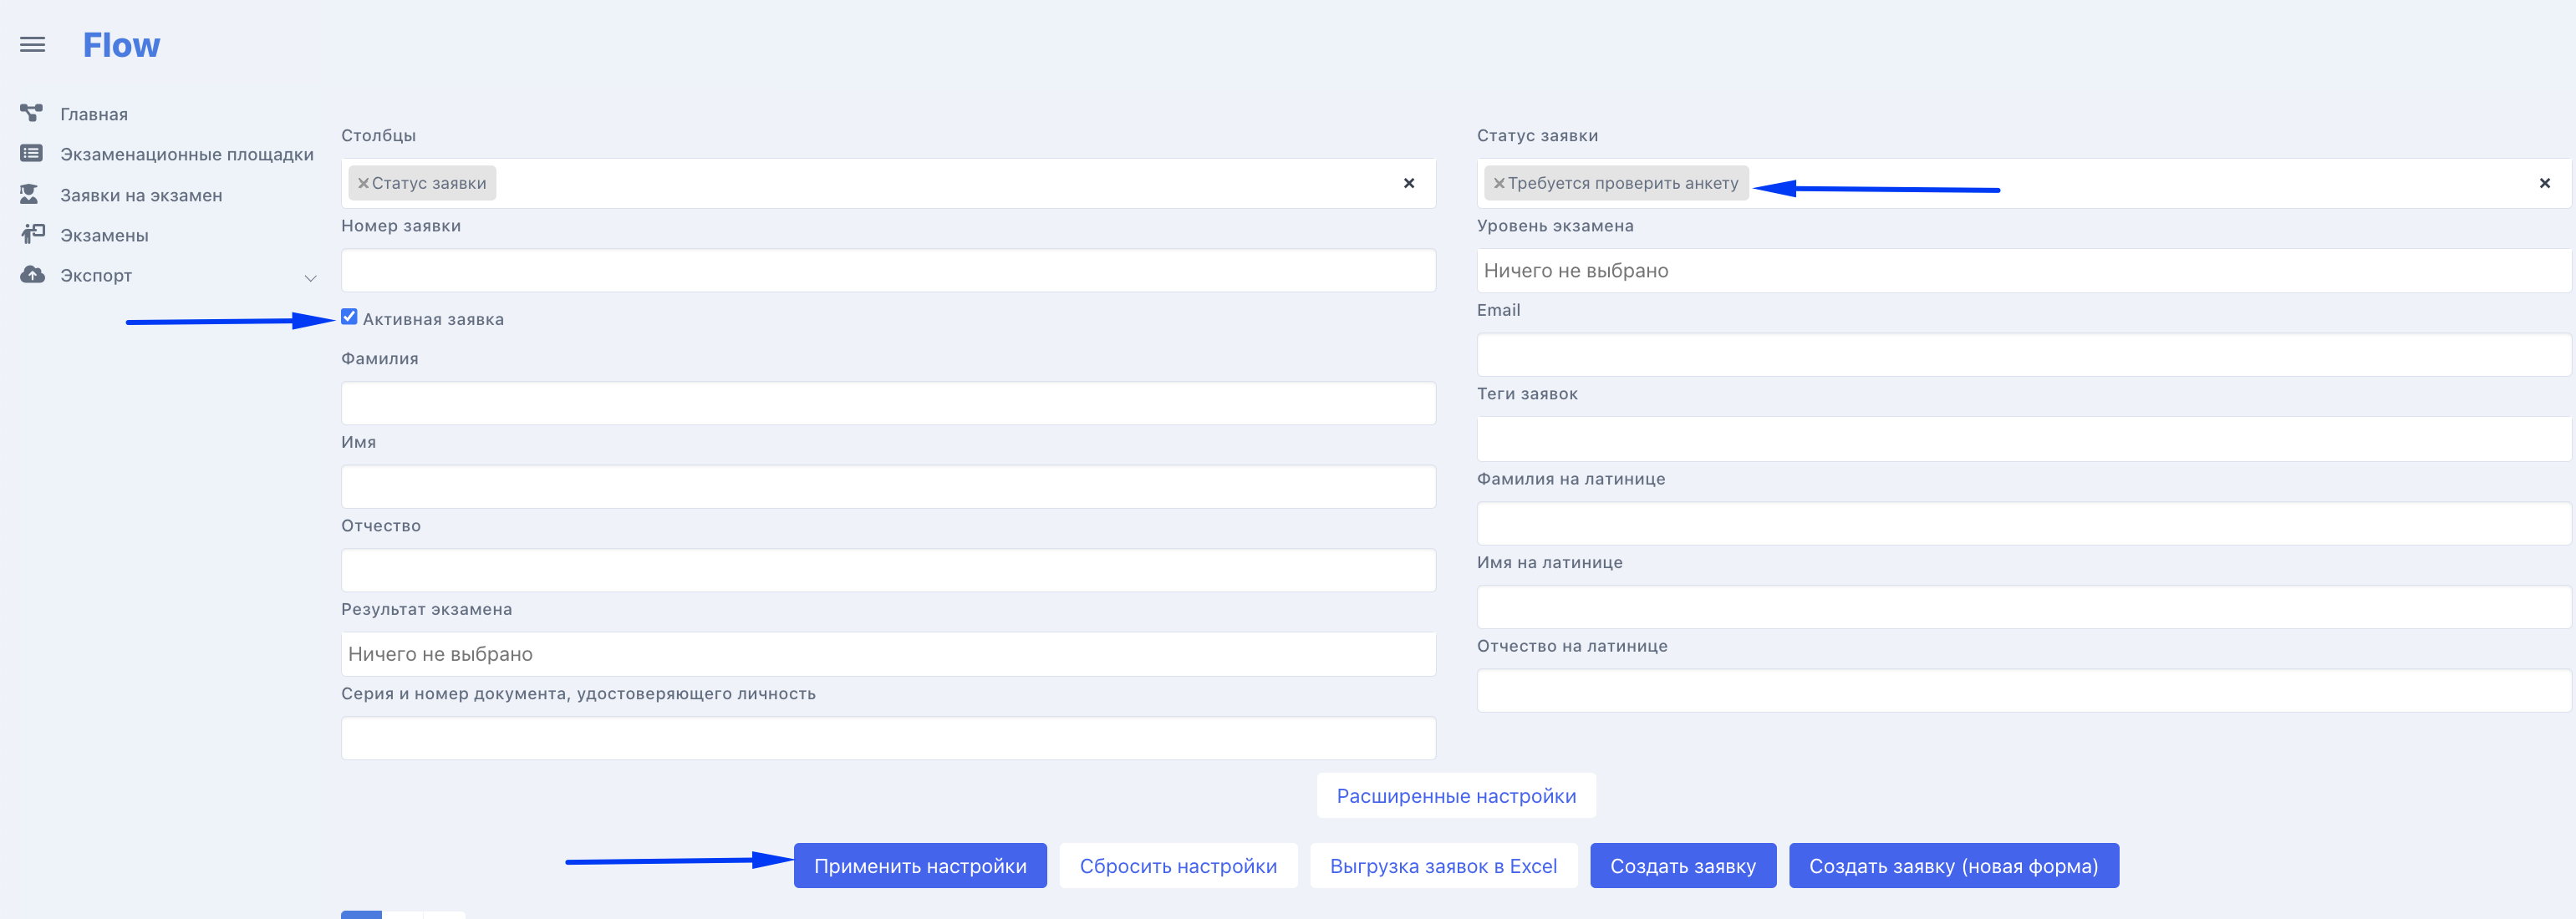 Flow
Главная
Экзаменационные площадки
Заявки на экзамен
Экзамены
Экспорт
Столбцы
Статус заявки
Номер заявки
Активная заявка
Фамилия
Имя
Отчество
Результат экзамена
Ничего не выбрано
Серия и номер документа, удостоверяющего личность
Статус заявки
Требуется проверить анкету
Уровень экзамена
Ничего не выбрано
Email
Теги заявок
Фамилия на латинице
Имя на латинице
Отчество на латинице
Расширенные настройки
Применить настройки
Сбросить настройки
Выгрузка заявок в Excel
Создать заявку
Создать заявку (новая форма)